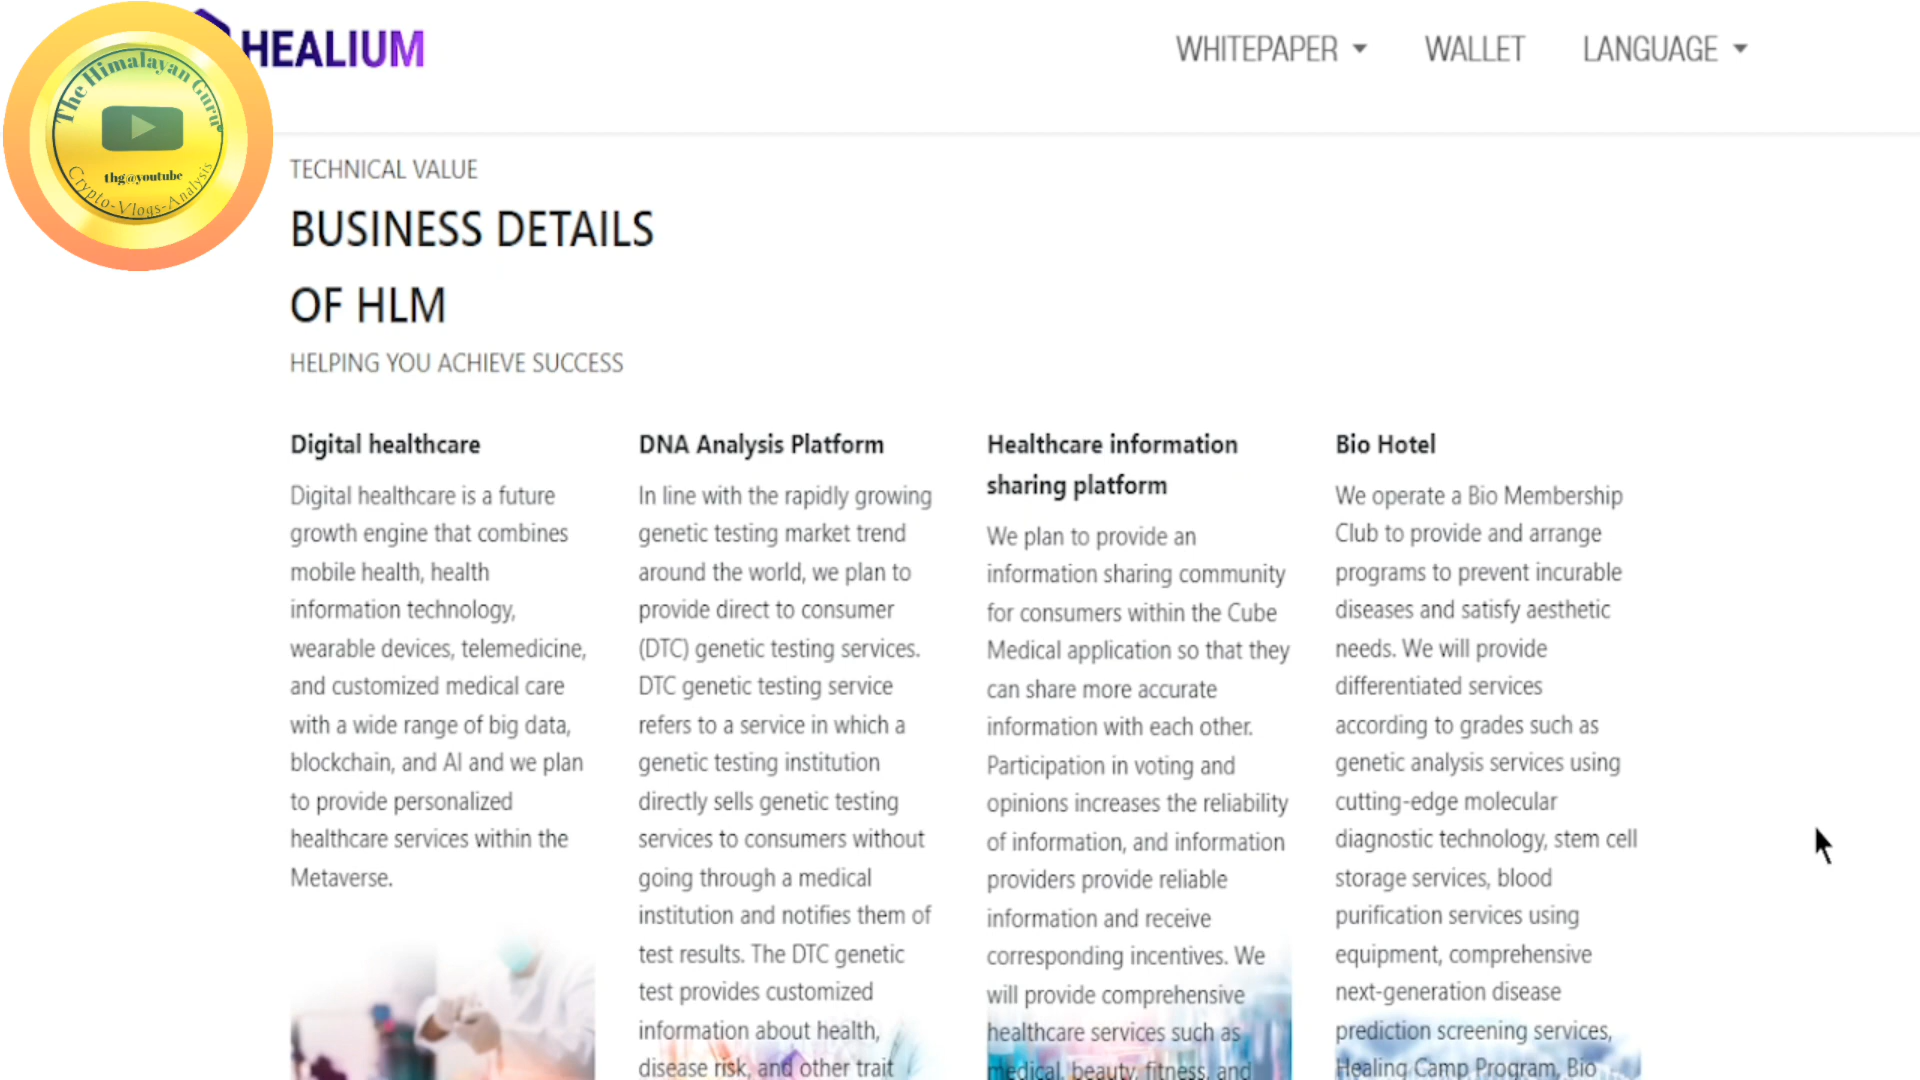 The Himalayan Guru
thg@youtube
Crypto-Vlogs-Analysis
HEALIUM
WHITEPAPER
WALLET
LANGUAGE
TECHNICAL VALUE
BUSINESS DETAILS
OF HLM
HELPING YOU ACHIEVE SUCCESS
Digital healthcare
Digital healthcare is a future
growth engine that combines
mobile health, health
information technology,
wearable devices, telemedicine,
and customized medical care
with a wide range of big data,
blockchain, and AI and we plan
to provide personalized
healthcare services within the
Metaverse.
DNA Analysis Platform
In line with the rapidly growing
genetic testing market trend
around the world, we plan to
provide direct to consumer
(DTC) genetic testing services.
DTC genetic testing service
refers to a service in which a
genetic testing institution
directly sells genetic testing
services to consumers without
going through a medical
institution and notifies them of
test results. The DTC genetic
test provides customized
information about health,
disease risk, and other trait
Healthcare information
sharing platform
We plan to provide an
information sharing community
for consumers within the Cube
Medical application so that they
can share more accurate
information with each other.
Participation in voting and
opinions increases the reliability
of information, and information
providers provide reliable
information and receive
corresponding incentives. We
will provide comprehensive
healthcare services such as
medical, beauty, fitness, and
Bio Hotel
We operate a Bio Membership
Club to provide and arrange
programs to prevent incurable
diseases and satisfy aesthetic
needs. We will provide
differentiated services
according to grades such as
genetic analysis services using
cutting-edge molecular
diagnostic technology, stem cell
storage services, blood
purification services using
equipment, comprehensive
next-generation disease
prediction screening services,
Healing Camp Program, Bio